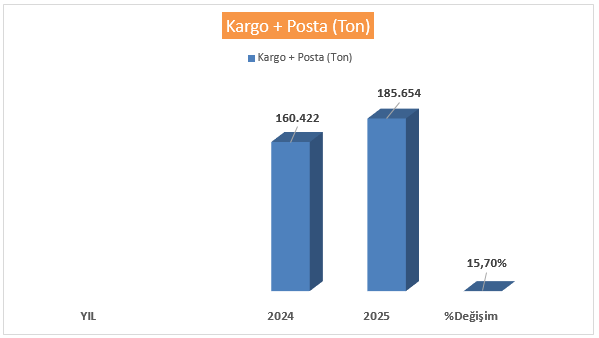 Kargo + Posta (Ton)
Kargo + Posta (Ton)
185.654
160.422
15,70%
YIL 2024 2025 %Değişim